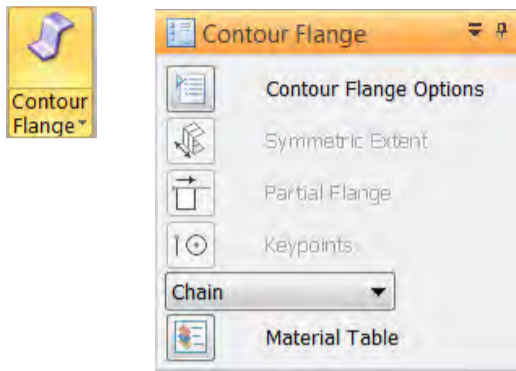 Contour
Flange
Contour Flange
Contour Flange Options
Symmetric Extent
Partial Flange
Keypoints
Chain
Material Table